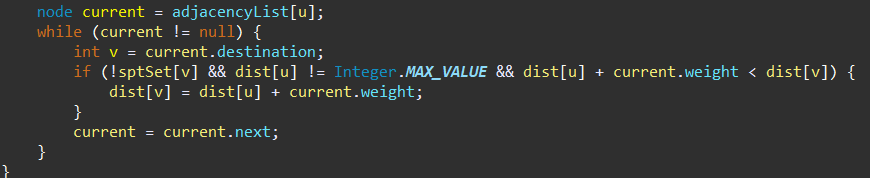 node current = adjacencyList[u];
while (current != null) {
int v = current.destination;
if (!sptSet[v] && dist[u] != Integer.MAX_VALUE && dist[u] + current.weight < dist[v]) {
dist[v] = dist[u] + current.weight;
}
current = current.next;
}
}